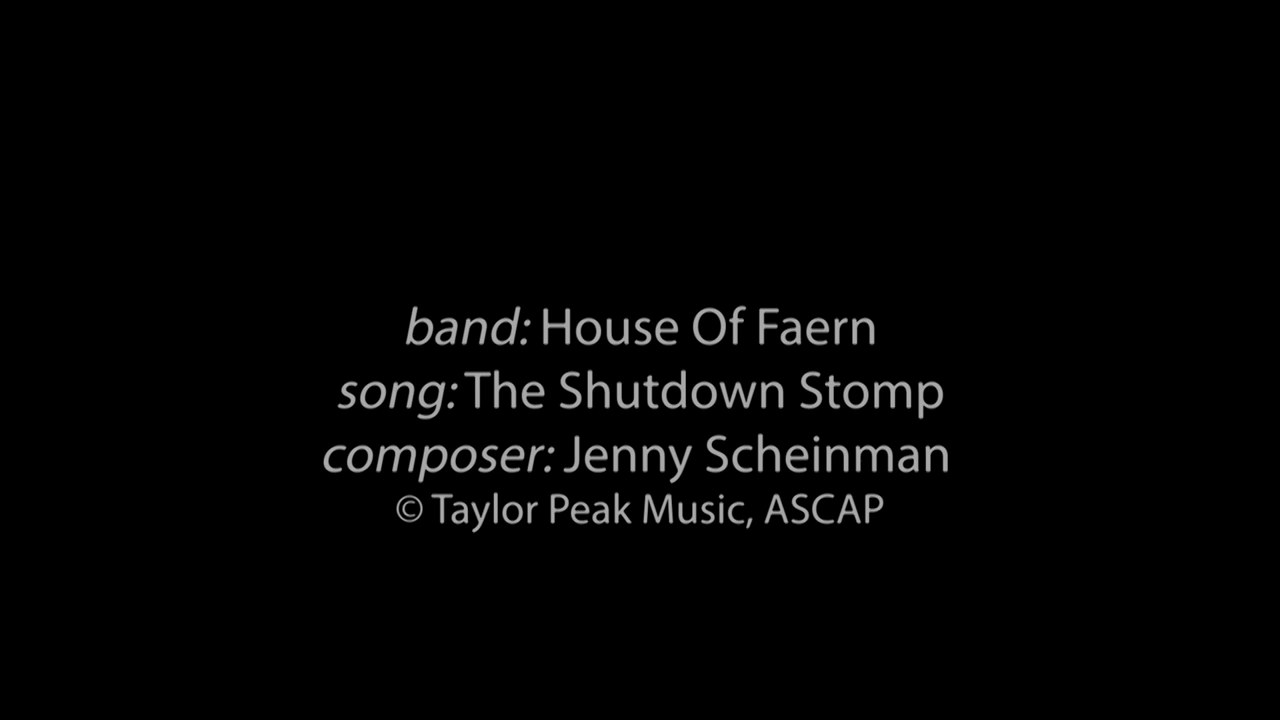 band: House Of Faern
song: The Shutdown Stomp
composer: Jenny Scheinman
© Taylor Peak Music, ASCAP